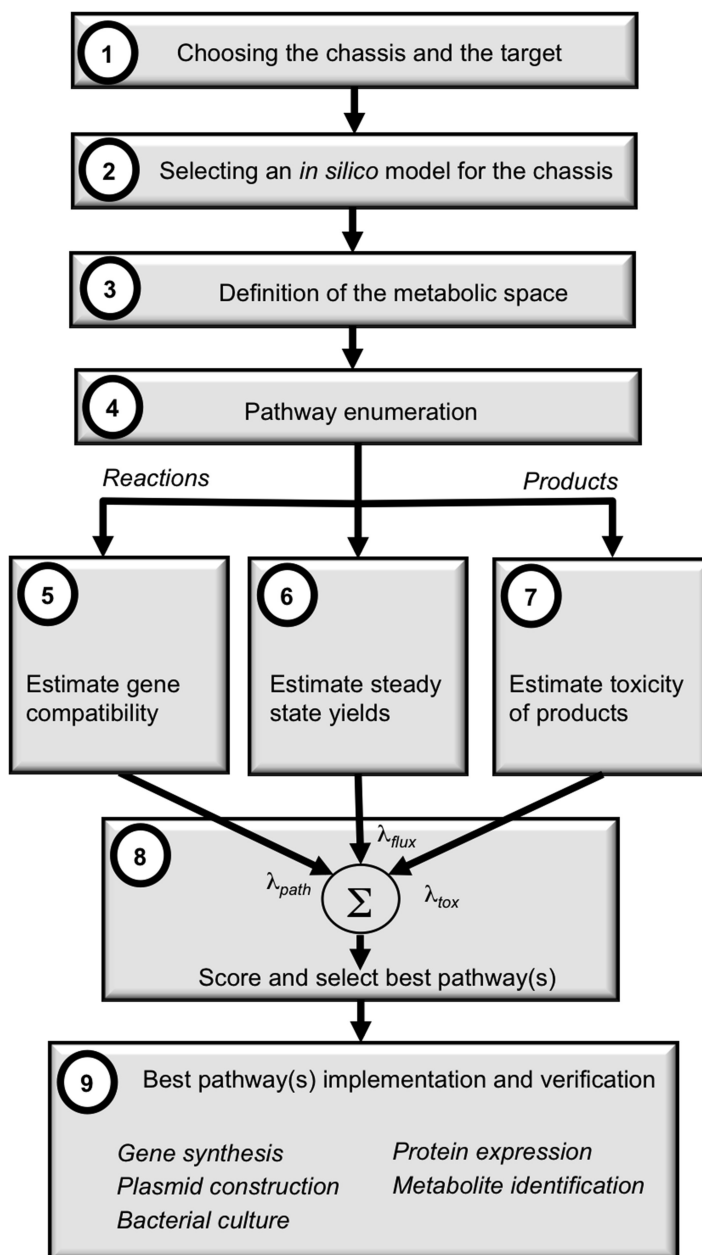 1 Choosing the chassis and the target
2 Selecting an in silico model for the chassis
3 Definition of the metabolic space
4 Pathway enumeration
Reactions
Products
5
Estimate gene
compatibility
6
Estimate steady
state yields
7
Estimate toxicity
of products
8
λflux
λpath
Σ
λtox
Score and select best pathway(s)
9 Best pathway(s) implementation and verification
Gene synthesis
Plasmid construction
Bacterial culture
Protein expression
Metabolite identification